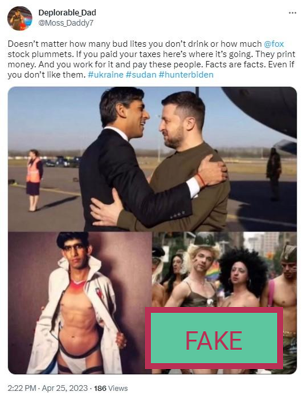 Deplorable_Dad
@Moss_Daddy7
Doesn't matter how many bud lites you don't drink or how much @fox
stock plummets. If you paid your taxes here's where it's going. They print
money. And you work for it and pay these people. Facts are facts. Even if
you don't like them. #ukraine #sudan #hunterbiden
FAKE
2:22 PM · Apr 25, 2023 · 186 Views